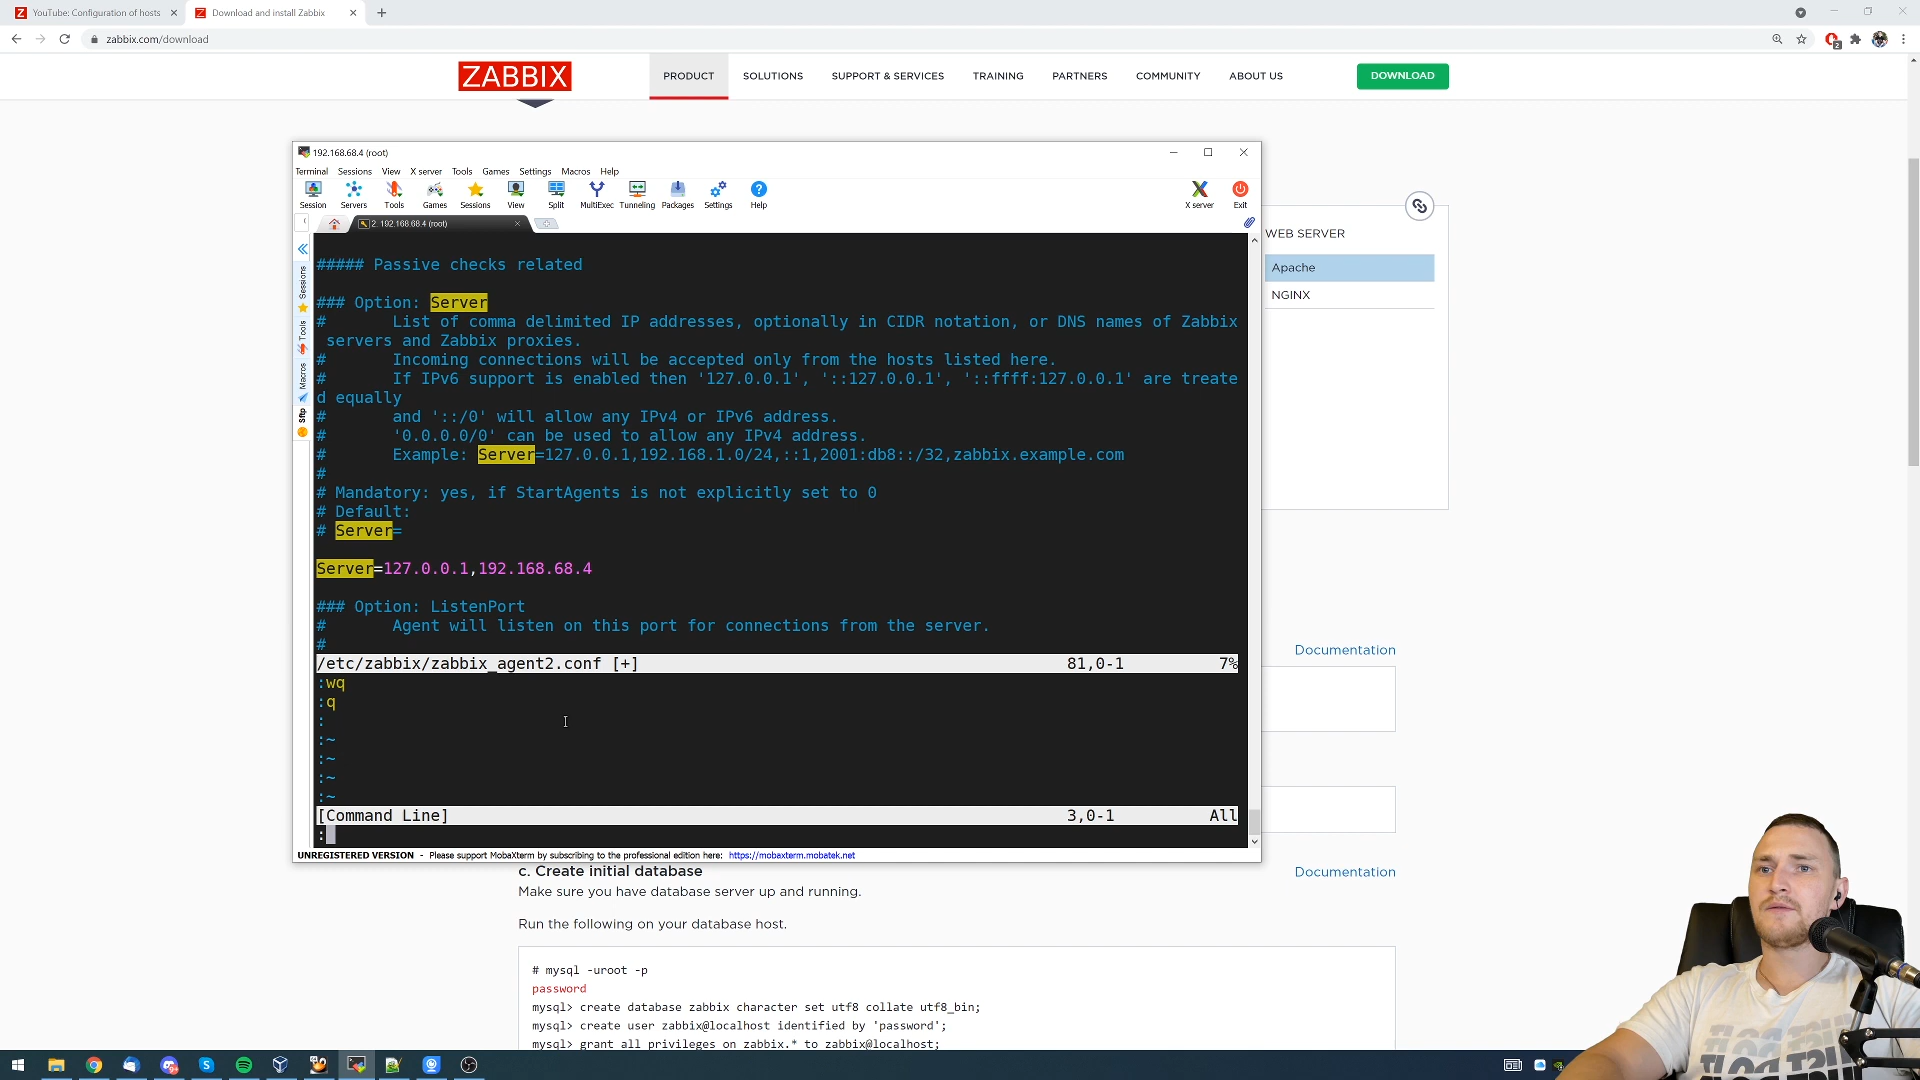 YouTube: Configuration of hosts
Download and install Zabbix
zabbix.com/download
ZABBIX
PRODUCT
SOLUTIONS
SUPPORT & SERVICES
TRAINING
PARTNERS
COMMUNITY
ABOUT US
DOWNLOAD
192.168.68.4 (root)
Terminal Sessions View X server Tools Games Settings Macros Help
Session Servers Tools Games Sessions View Split MultiExec Tunneling Packages Settings Help
X server Exit
2. 192.168.68.4 (root)
Sessions
Tools
Macros
Sftp
##### Passive checks related
### Option: Server
# List of comma delimited IP addresses, optionally in CIDR notation, or DNS names of Zabbix
servers and Zabbix proxies.
# Incoming connections will be accepted only from the hosts listed here.
# If IPv6 support is enabled then '127.0.0.1', '::127.0.0.1', '::ffff:127.0.0.1' are treate
d equally
# and '::/0' will allow any IPv4 or IPv6 address.
# '0.0.0.0/0' can be used to allow any IPv4 address.
# Example: Server=127.0.0.1,192.168.1.0/24,::1,2001:db8::/32,zabbix.example.com
#
# Mandatory: yes, if StartAgents is not explicitly set to 0
# Default:
# Server=
Server=127.0.0.1,192.168.68.4
### Option: ListenPort
# Agent will listen on this port for connections from the server.
#
/etc/zabbix/zabbix_agent2.conf [+] 81,0-1 7%
:wq
:q
:
:~
:~
:~
:~
[Command Line] 3,0-1 All
:
UNREGISTERED VERSION - Please support MobaXterm by subscribing to the professional edition here: https://mobaxterm.mobatek.net
WEB SERVER
Apache
NGINX
Documentation
c. Create initial database
Documentation
Make sure you have database server up and running.
Run the following on your database host.
# mysql -uroot -p
password
mysql> create database zabbix character set utf8 collate utf8_bin;
mysql> create user zabbix@localhost identified by 'password';
mysql> grant all privileges on zabbix.* to zabbix@localhost;